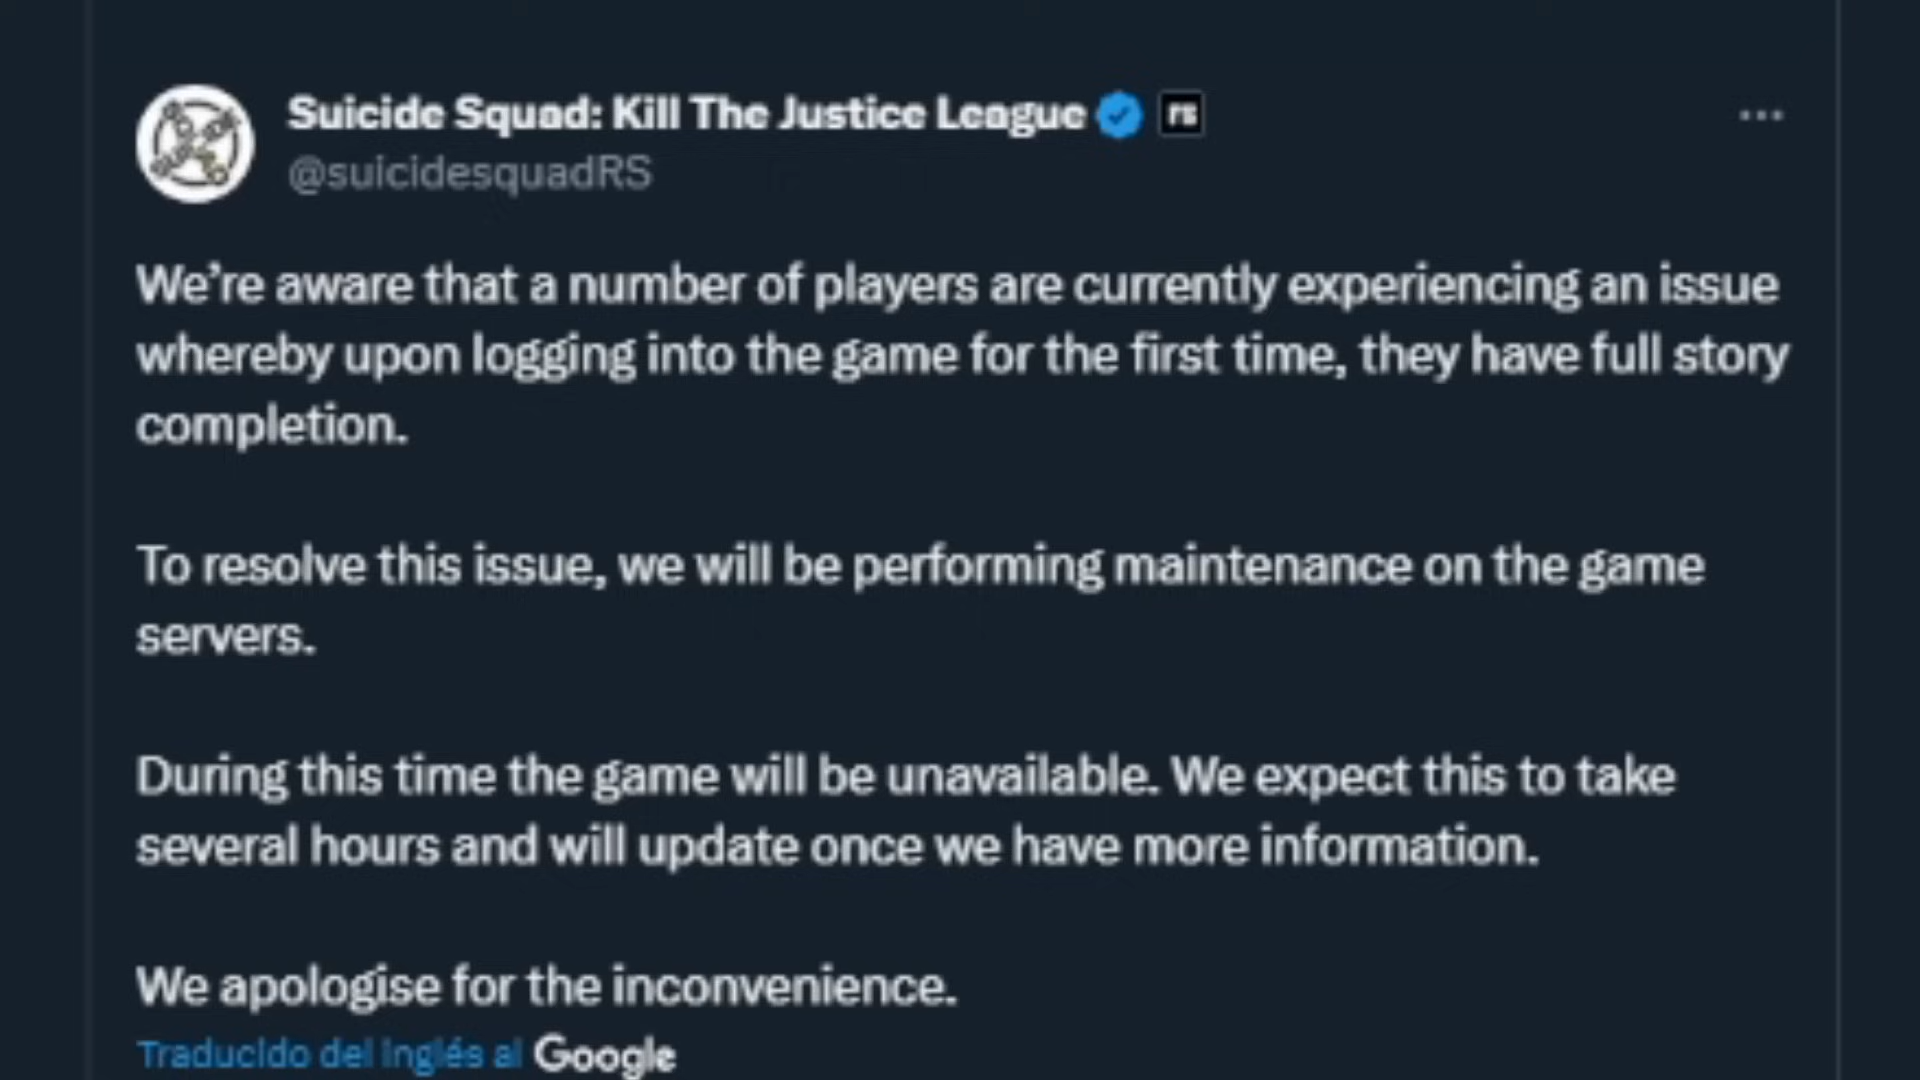 Suicide Squad: Kill The Justice League rs
@suicidesquadRS
We’re aware that a number of players are currently experiencing an issue
whereby upon logging into the game for the first time, they have full story
completion.
To resolve this issue, we will be performing maintenance on the game
servers.
During this time the game will be unavailable. We expect this to take
several hours and will update once we have more information.
We apologise for the inconvenience.
Traducido del inglés al Google